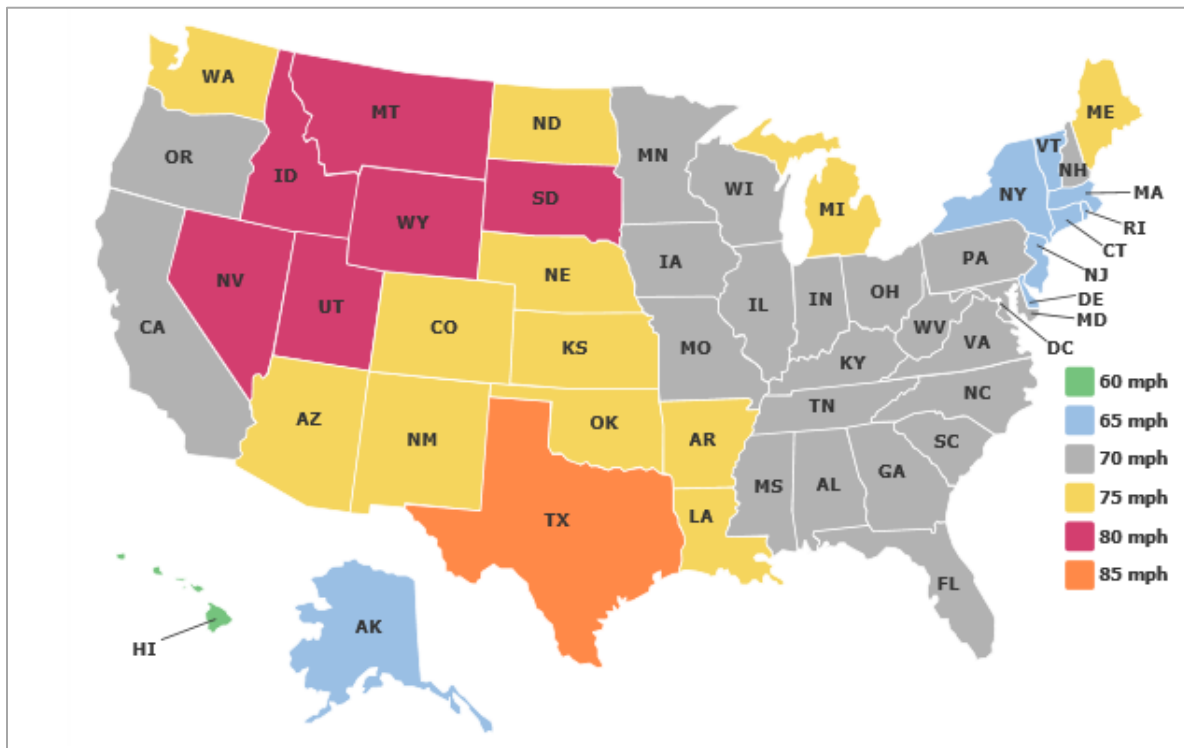 WA
MT
ND
ME
OR
ID
MN
VT
NH
WI
SD
WY
NY
MA
MI
RI
CT
NE
IA
PA
NJ
NV
UT
CO
IL
IN
OH
DE
MD
CA
KS
MO
WV
VA
DC
KY
60 mph
AZ
NM
OK
AR
TN
NC
65 mph
SC
70 mph
MS
AL
GA
75 mph
TX
LA
80 mph
FL
85 mph
HI
AK